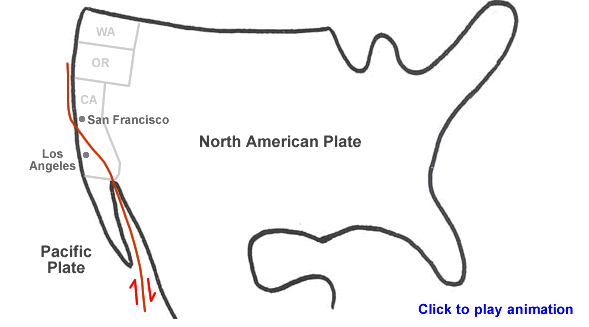 WA
OR
CA
San Francisco
Los
Angeles
North American Plate
Pacific
Plate
Click to play animation